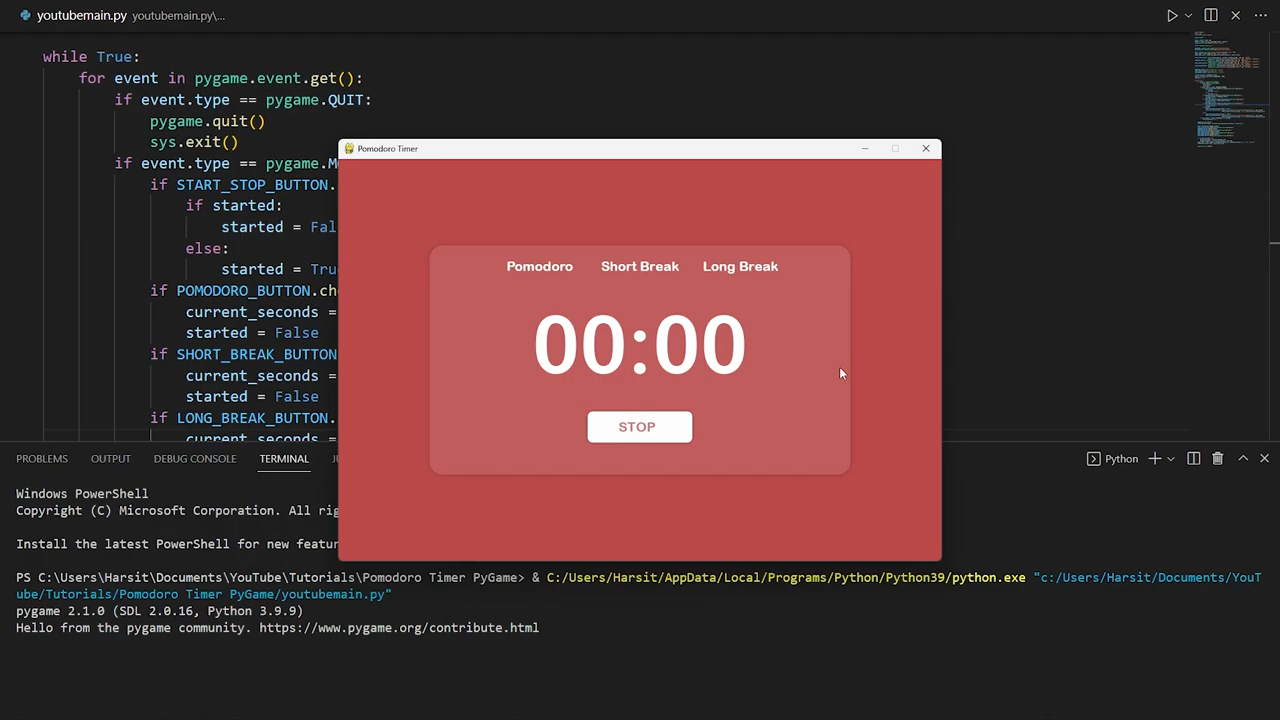 youtubemain.py youtubemain.py\...
while True:
for event in pygame.event.get():
if event.type == pygame.QUIT:
pygame.quit()
sys.exit()
if event.type == pygame.M
if START_STOP_BUTTON.
if started:
started = Fal
else:
started = Tru
if POMODORO_BUTTON.che
current_seconds =
started = False
if SHORT_BREAK_BUTTON
current_seconds =
started = False
if LONG_BREAK_BUTTON.
current_seconds =
Pomodoro Timer
Pomodoro Short Break Long Break
00:00
STOP
PROBLEMS OUTPUT DEBUG CONSOLE TERMINAL JU Python
Windows PowerShell
Copyright (C) Microsoft Corporation. All rig
Install the latest PowerShell for new featur
PS C:\Users\Harsit\Documents\YouTube\Tutorials\Pomodoro Timer PyGame> & C:/Users/Harsit/AppData/Local/Programs/Python/Python39/python.exe "c:/Users/Harsit/Documents/YouT
ube/Tutorials/Pomodoro Timer PyGame/youtubemain.py"
pygame 2.1.0 (SDL 2.0.16, Python 3.9.9)
Hello from the pygame community. https://www.pygame.org/contribute.html